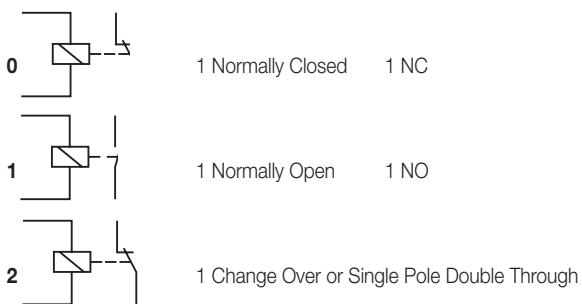 0 1 Normally Closed 1 NC
1 1 Normally Open 1 NO
2 1 Change Over or Single Pole Double Through